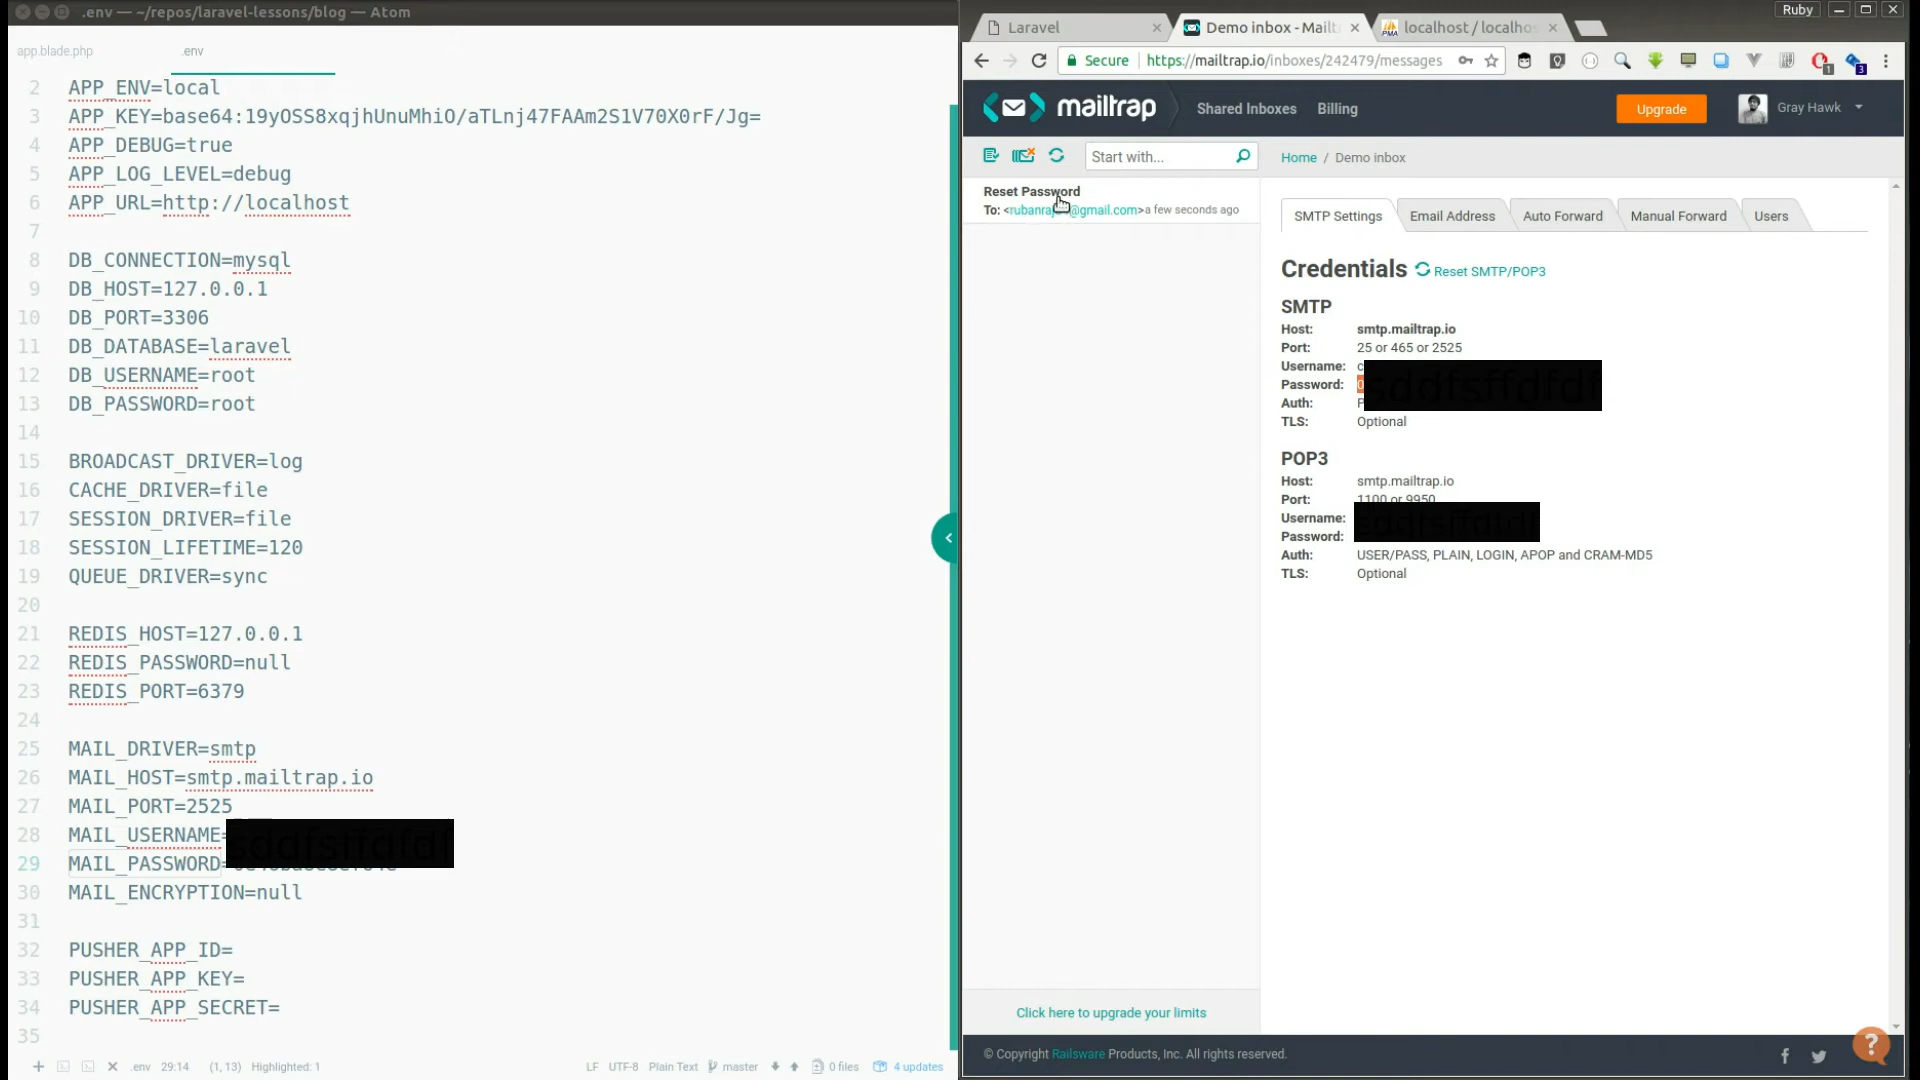 .env — ~/repos/laravel-lessons/blog — Atom
app.blade.php
.env
2 APP_ENV=local
3 APP_KEY=base64:19yOSS8xqjhUnuMhiO/aTLnj47FAAm2S1V70X0rF/Jg=
4 APP_DEBUG=true
5 APP_LOG_LEVEL=debug
6 APP_URL=http://localhost
7
8 DB_CONNECTION=mysql
9 DB_HOST=127.0.0.1
10 DB_PORT=3306
11 DB_DATABASE=laravel
12 DB_USERNAME=root
13 DB_PASSWORD=root
14
15 BROADCAST_DRIVER=log
16 CACHE_DRIVER=file
17 SESSION_DRIVER=file
18 SESSION_LIFETIME=120
19 QUEUE_DRIVER=sync
20
21 REDIS_HOST=127.0.0.1
22 REDIS_PASSWORD=null
23 REDIS_PORT=6379
24
25 MAIL_DRIVER=smtp
26 MAIL_HOST=smtp.mailtrap.io
27 MAIL_PORT=2525
28 MAIL_USERNAME=
29 MAIL_PASSWORD=
30 MAIL_ENCRYPTION=null
31
32 PUSHER_APP_ID=
33 PUSHER_APP_KEY=
34 PUSHER_APP_SECRET=
35
.env 29:14 (1, 13) Highlighted: 1 LF UTF-8 Plain Text master 0 files 4 updates
Ruby
Laravel
Demo inbox - Mailt
localhost / localhos
Secure https://mailtrap.io/inboxes/242479/messages
1 3
mailtrap Shared Inboxes Billing Upgrade Gray Hawk
Start with...
Home / Demo inbox
Reset Password
To: < @gmail.com> a few seconds ago
SMTP Settings Email Address Auto Forward Manual Forward Users
Credentials Reset SMTP/POP3
SMTP
Host: smtp.mailtrap.io
Port: 25 or 465 or 2525
Username:
Password:
Auth:
TLS: Optional
POP3
Host: smtp.mailtrap.io
Port: 1100 or 9950
Username:
Password:
Auth: USER/PASS, PLAIN, LOGIN, APOP and CRAM-MD5
TLS: Optional
Click here to upgrade your limits
© Copyright Railsware Products, Inc. All rights reserved.
?